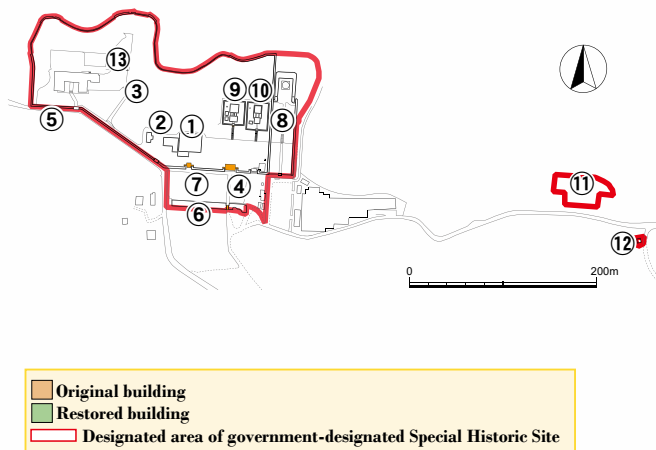 ⑬
③
⑨ ⑩
⑤
② ① ⑧
⑦ ④
⑥
⑪
⑫
0 200m
Original building
Restored building
Designated area of government-designated Special Historic Site